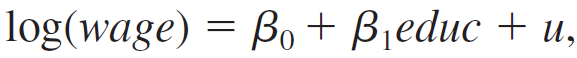 log(wage) = β₀ + β₁educ + u,